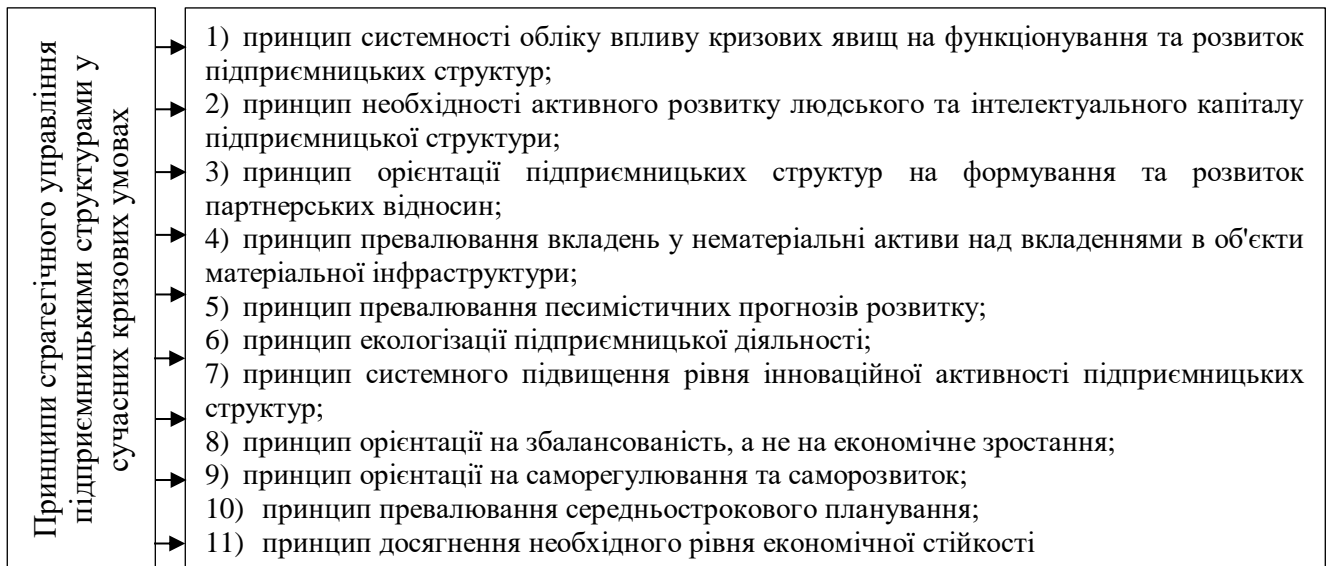 Принципи стратегічного управління
підприємницькими структурами у
сучасних кризових умовах
1) принцип системності обліку впливу кризових явищ на функціонування та розвиток
підприємницьких структур;
2) принцип необхідності активного розвитку людського та інтелектуального капіталу
підприємницької структури;
3) принцип орієнтації підприємницьких структур на формування та розвиток
партнерських відносин;
4) принцип превалювання вкладень у нематеріальні активи над вкладеннями в об'єкти
матеріальної інфраструктури;
5) принцип превалювання песимістичних прогнозів розвитку;
6) принцип екологізації підприємницької діяльності;
7) принцип системного підвищення рівня інноваційної активності підприємницьких
структур;
8) принцип орієнтації на збалансованість, а не на економічне зростання;
9) принцип орієнтації на саморегулювання та саморозвиток;
10) принцип превалювання середньострокового планування;
11) принцип досягнення необхідного рівня економічної стійкості